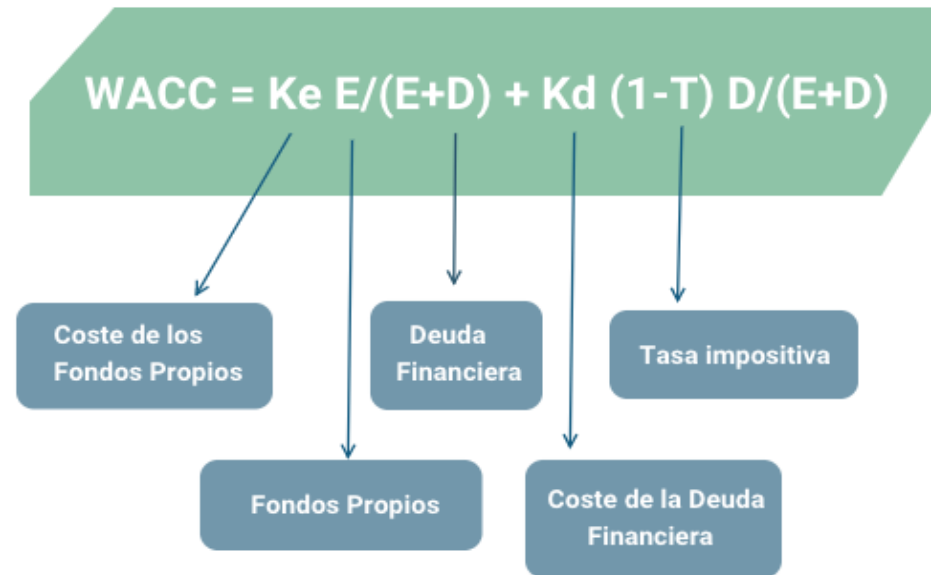 WACC = Ke E/(E+D) + Kd (1-T) D/(E+D)
Coste de los
Fondos Propios
Deuda
Financiera
Tasa impositiva
Fondos Propios
Coste de la Deuda
Financiera